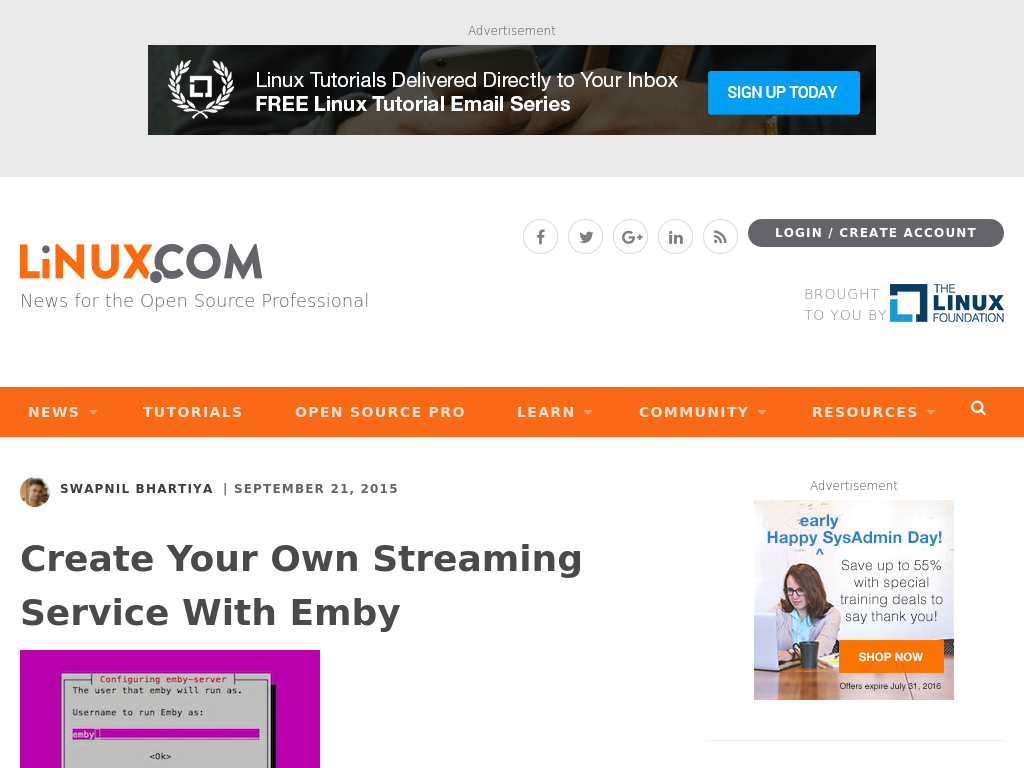 Advertisement
Linux Tutorials Delivered Directly to Your Inbox
FREE Linux Tutorial Email Series
SIGN UP TODAY
LOGIN / CREATE ACCOUNT
LiNUX.COM
News for the Open Source Professional
BROUGHT
TO YOU BY
THE
LINUX
FOUNDATION
NEWS TUTORIALS OPEN SOURCE PRO LEARN COMMUNITY RESOURCES
SWAPNIL BHARTIYA | SEPTEMBER 21, 2015
Create Your Own Streaming
Service With Emby
Configuring emby-server
The user that emby will run as.
Username to run Emby as:
emby
<Ok>
Advertisement
early
Happy SysAdmin Day!
^
Save up to 55%
with special
training deals to
say thank you!
SHOP NOW
Offers expire July 31, 2016